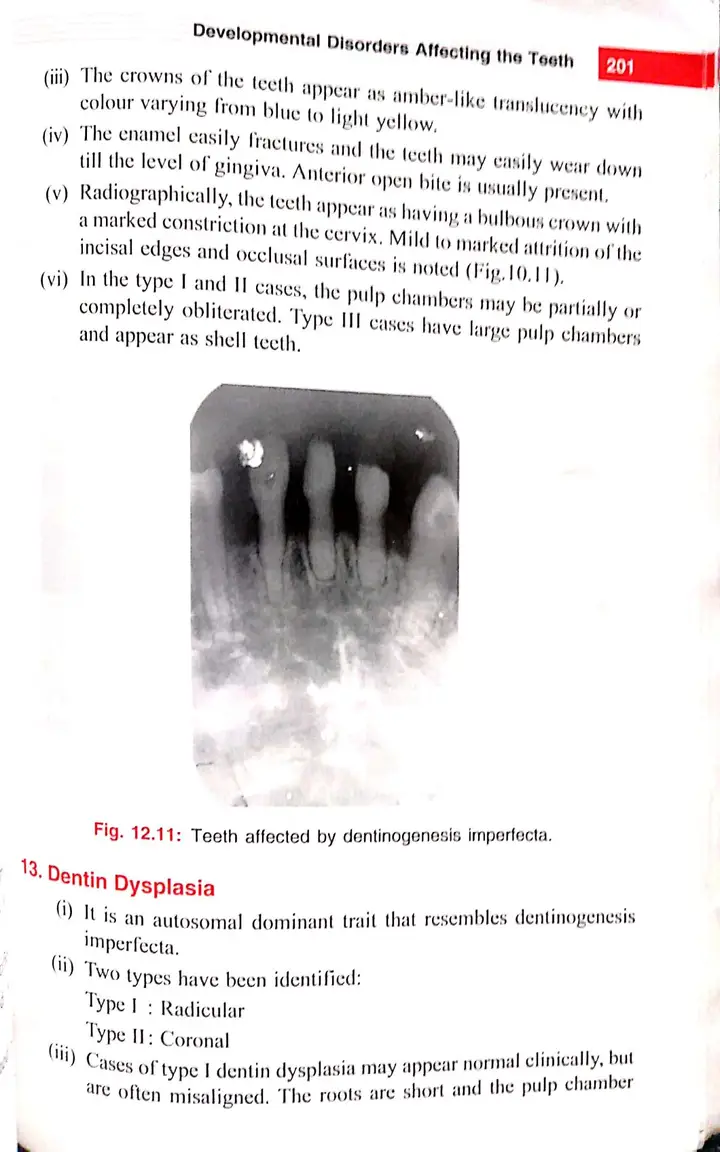 Developmental Disorders Affecting the Teeth 201
(iii) The crowns of the teeth appear as amber-like translucency with
colour varying from blue to light yellow.
(iv) The enamel easily fractures and the teeth may easily wear down
till the level of gingiva. Anterior open bite is usually present.
(v) Radiographically, the teeth appear as having a bulbous crown with
a marked constriction at the cervix. Mild to marked attrition of the
incisal edges and occlusal surfaces is noted (Fig.10.11).
(vi) In the type I and II cases, the pulp chambers may be partially or
completely obliterated. Type III cases have large pulp chambers
and appear as shell teeth.
Fig. 12.11: Teeth affected by dentinogenesis imperfecta.
13. Dentin Dysplasia
(i) It is an autosomal dominant trait that resembles dentinogenesis
imperfecta.
(ii) Two types have been identified:
Type I : Radicular
Type II : Coronal
(iii) Cases of type I dentin dysplasia may appear normal clinically, but
are often misaligned. The roots are short and the pulp chamber